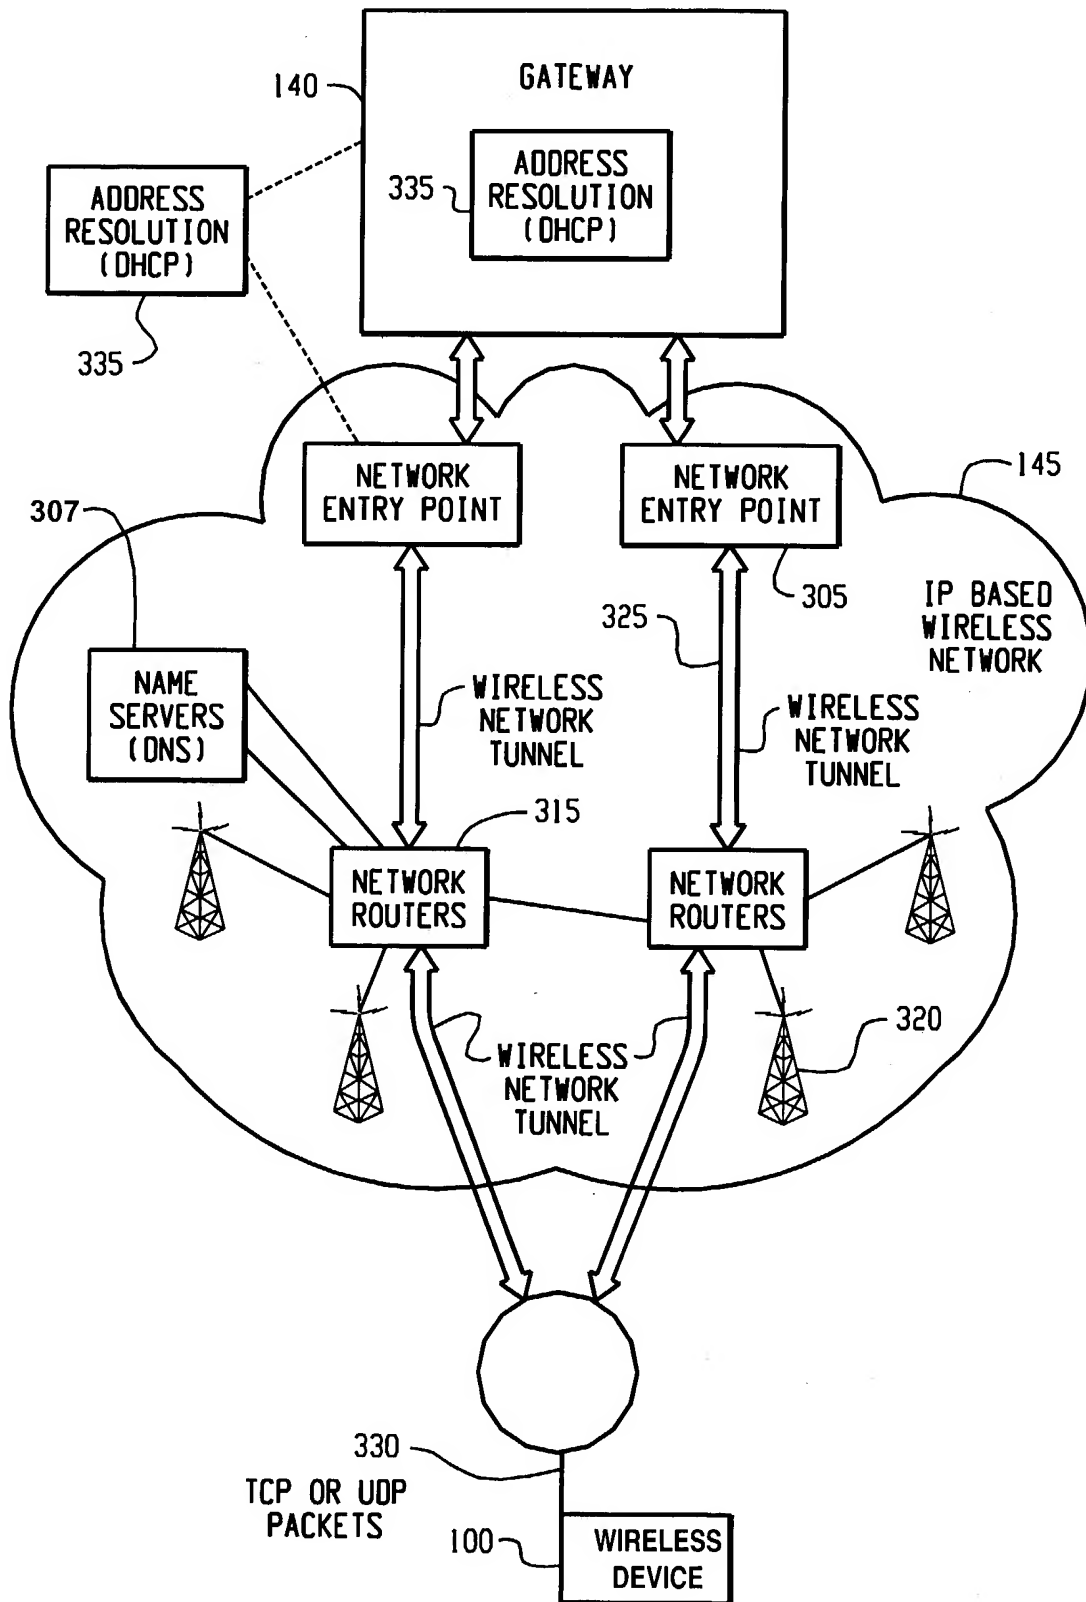 140
GATEWAY
ADDRESS
RESOLUTION
(DHCP)
335
ADDRESS
RESOLUTION
(DHCP)
335
NETWORK
ENTRY POINT
NETWORK
ENTRY POINT
145
307
305
325
IP BASED
WIRELESS
NETWORK
NAME
SERVERS
(DNS)
WIRELESS
NETWORK
TUNNEL
WIRELESS
NETWORK
TUNNEL
315
NETWORK
ROUTERS
NETWORK
ROUTERS
320
WIRELESS
NETWORK
TUNNEL
330
TCP OR UDP
PACKETS
100
WIRELESS
DEVICE